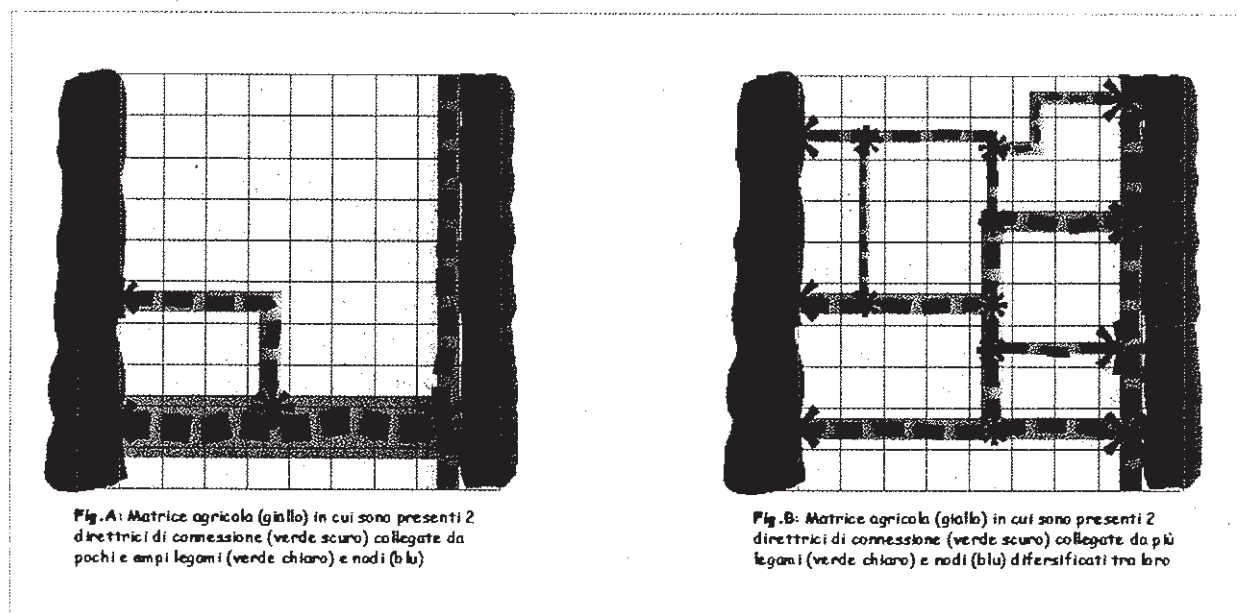 Fig.A: Matrice agricola (giallo) in cui sono presenti 2
direttrici di connessione (verde scuro) collegate da
pochi e ampi legami (verde chiaro) e nodi (blu)
Fig.B: Matrice agricola (giallo) in cui sono presenti 2
direttrici di connessione (verde scuro) collegate da più
legami (verde chiaro) e nodi (blu) difersificati tra loro